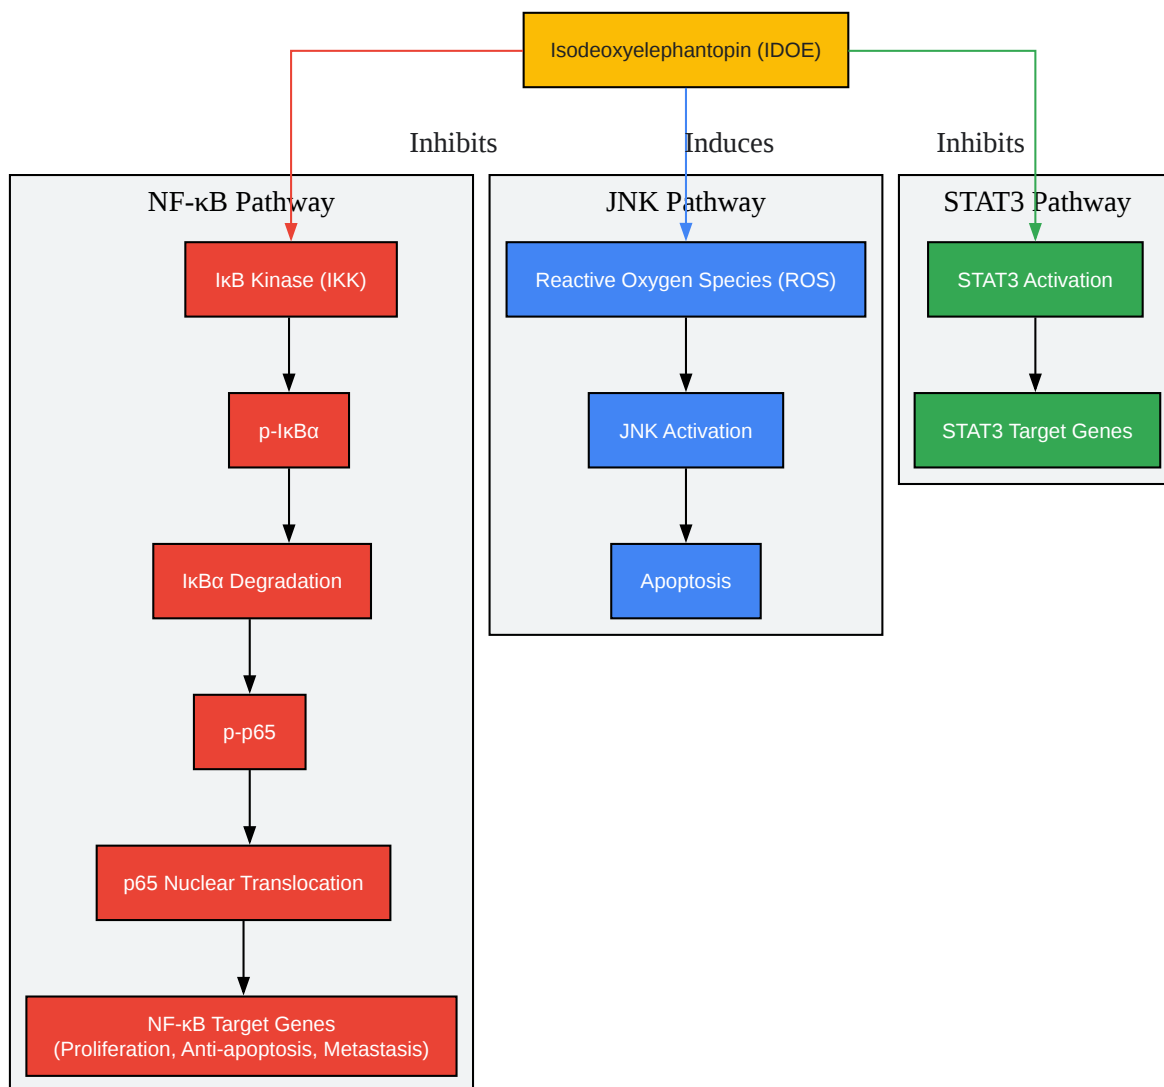 Isodeoxyelephantopin (IDOE)
Inhibits
Induces
Inhibits
NF-κB Pathway
IκB Kinase (IKK)
p-IκBα
IκBα Degradation
p-p65
p65 Nuclear Translocation
NF-κB Target Genes
(Proliferation, Anti-apoptosis, Metastasis)
JNK Pathway
Reactive Oxygen Species (ROS)
JNK Activation
Apoptosis
STAT3 Pathway
STAT3 Activation
STAT3 Target Genes